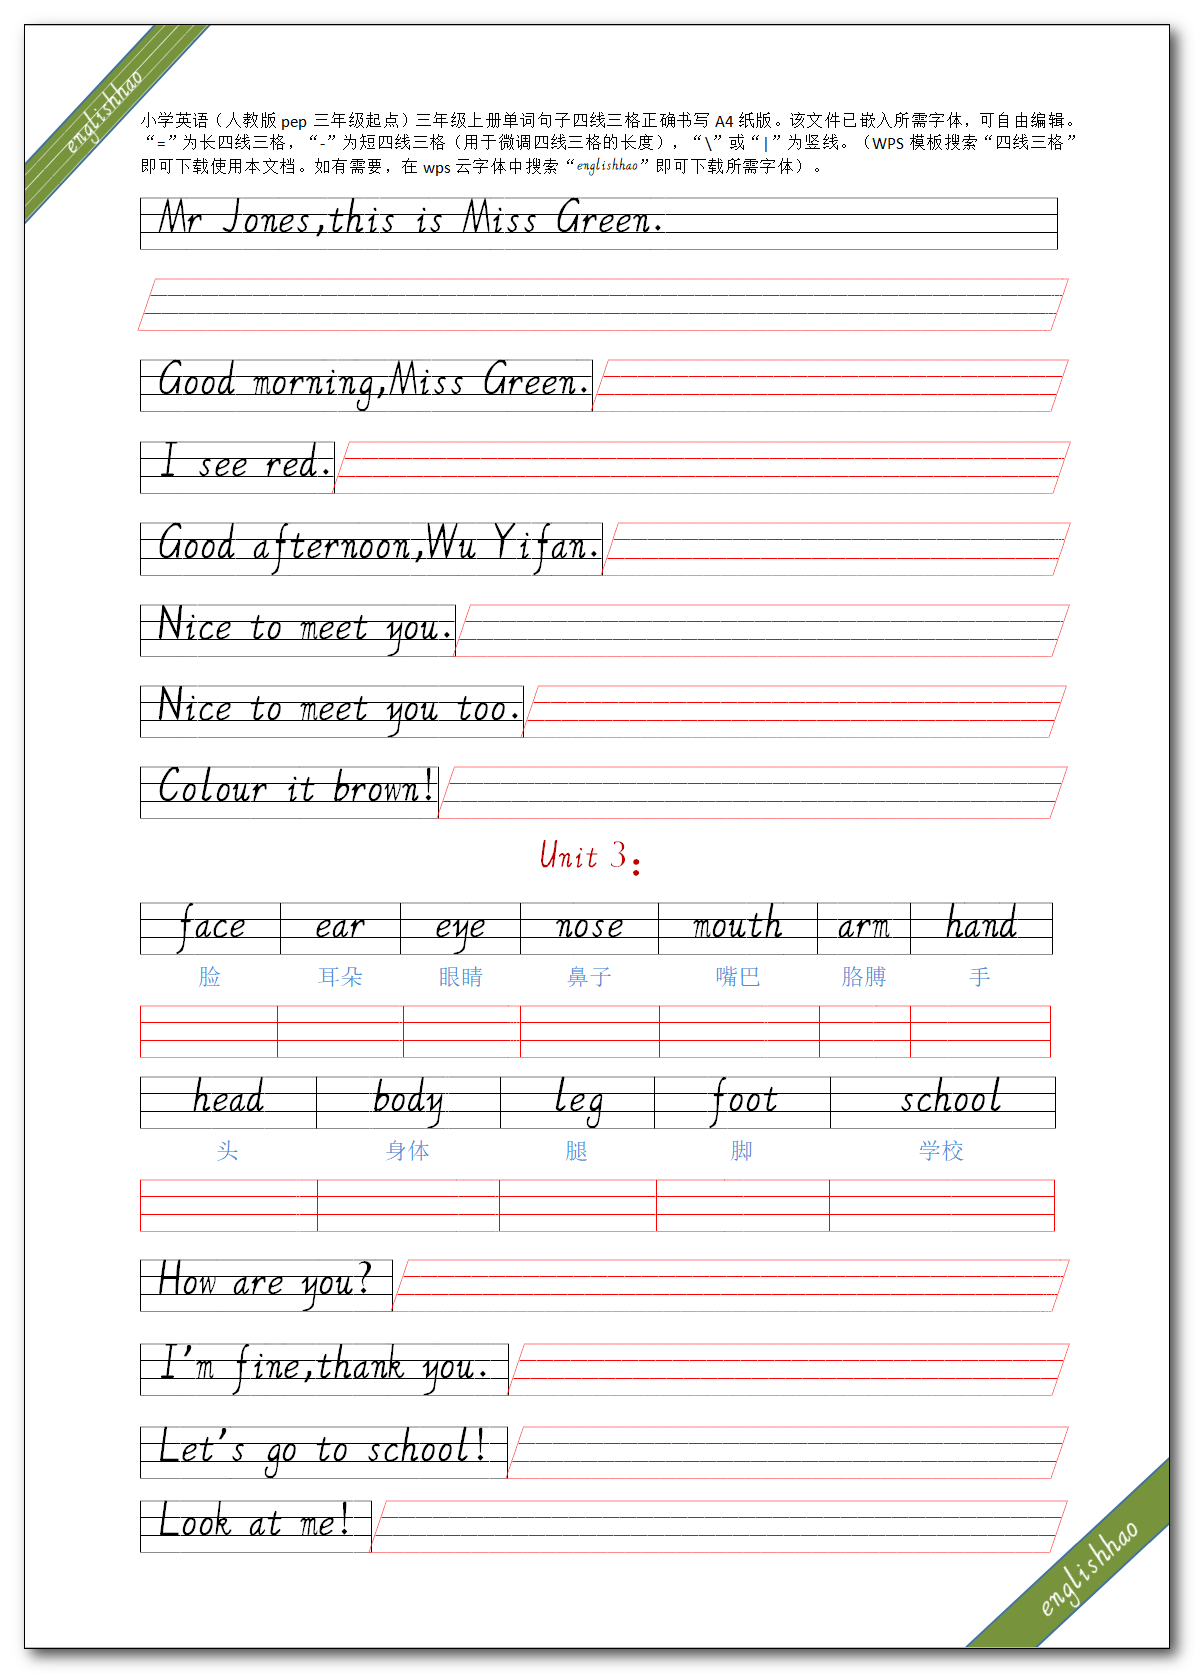 englishhao
小学英语（人教版 pep 三年级起点）三年级上册单词句子四线三格正确书写 A4 纸版。该文件已嵌入所需字体，可自由编辑。
“=”为长四线三格，“-”为短四线三格（用于微调四线三格的长度），“\”或“|”为竖线。（WPS 模板搜索“四线三格”
即可下载使用本文档。如有需要，在 wps 云字体中搜索“englishhao”即可下载所需字体）。
Mr Jones,this is Miss Green.
Good morning,Miss Green.
I see red.
Good afternoon,Wu Yifan.
Nice to meet you.
Nice to meet you too.
Colour it brown!
Unit 3:
face ear eye nose mouth arm hand
脸 耳朵 眼睛 鼻子 嘴巴 胳膊 手
head body leg foot school
头 身体 腿 脚 学校
How are you?
I'm fine,thank you.
Let's go to school!
Look at me!
englishhao